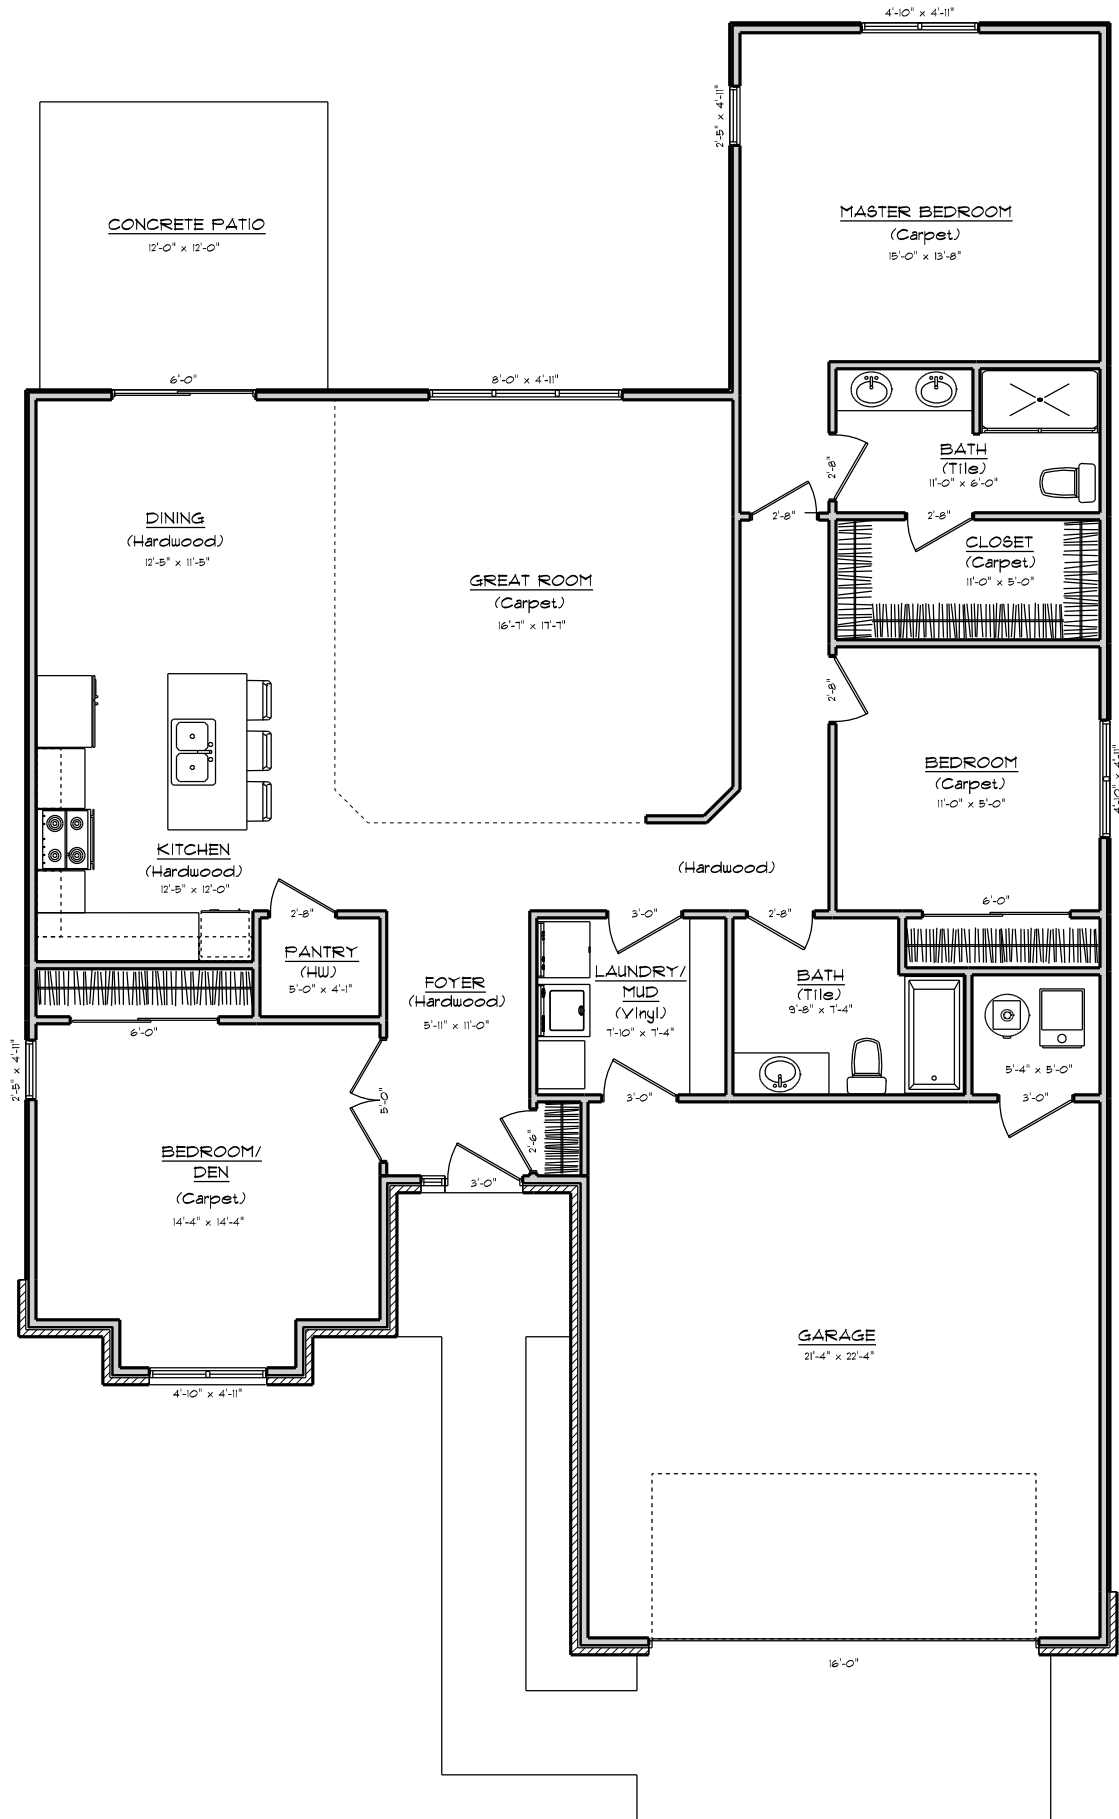 4'-10" x 4'-11"
2'-5" x 4'-11"
MASTER BEDROOM
(Carpet)
15'-0" x 13'-8"
CONCRETE PATIO
12'-0" x 12'-0"
6'-0"
8'-0" x 4'-11"
BATH
(Tile)
11'-0" x 6'-0"
2'-8"
2'-8"
2'-8"
DINING
(Hardwood)
12'-5" x 11'-5"
CLOSET
(Carpet)
11'-0" x 5'-0"
GREAT ROOM
(Carpet)
16'-7" x 17'-7"
2'-8"
BEDROOM
(Carpet)
11'-0" x 5'-0"
4'-10" x 4'-11"
KITCHEN
(Hardwood)
12'-5" x 12'-0"
(Hardwood)
2'-8"
3'-0"
2'-8"
6'-0"
PANTRY
(HW)
5'-0" x 4'-1"
FOYER
(Hardwood)
5'-11" x 11'-0"
LAUNDRY/
MUD
(Vinyl)
7'-10" x 7'-4"
BATH
(Tile)
9'-8" x 7'-4"
6'-0"
2'-5" x 4'-11"
5'-0"
3'-0"
5'-4" x 5'-0"
3'-0"
2'-6"
BEDROOM/
DEN
(Carpet)
14'-4" x 14'-4"
3'-0"
GARAGE
21'-4" x 22'-4"
4'-10" x 4'-11"
16'-0"